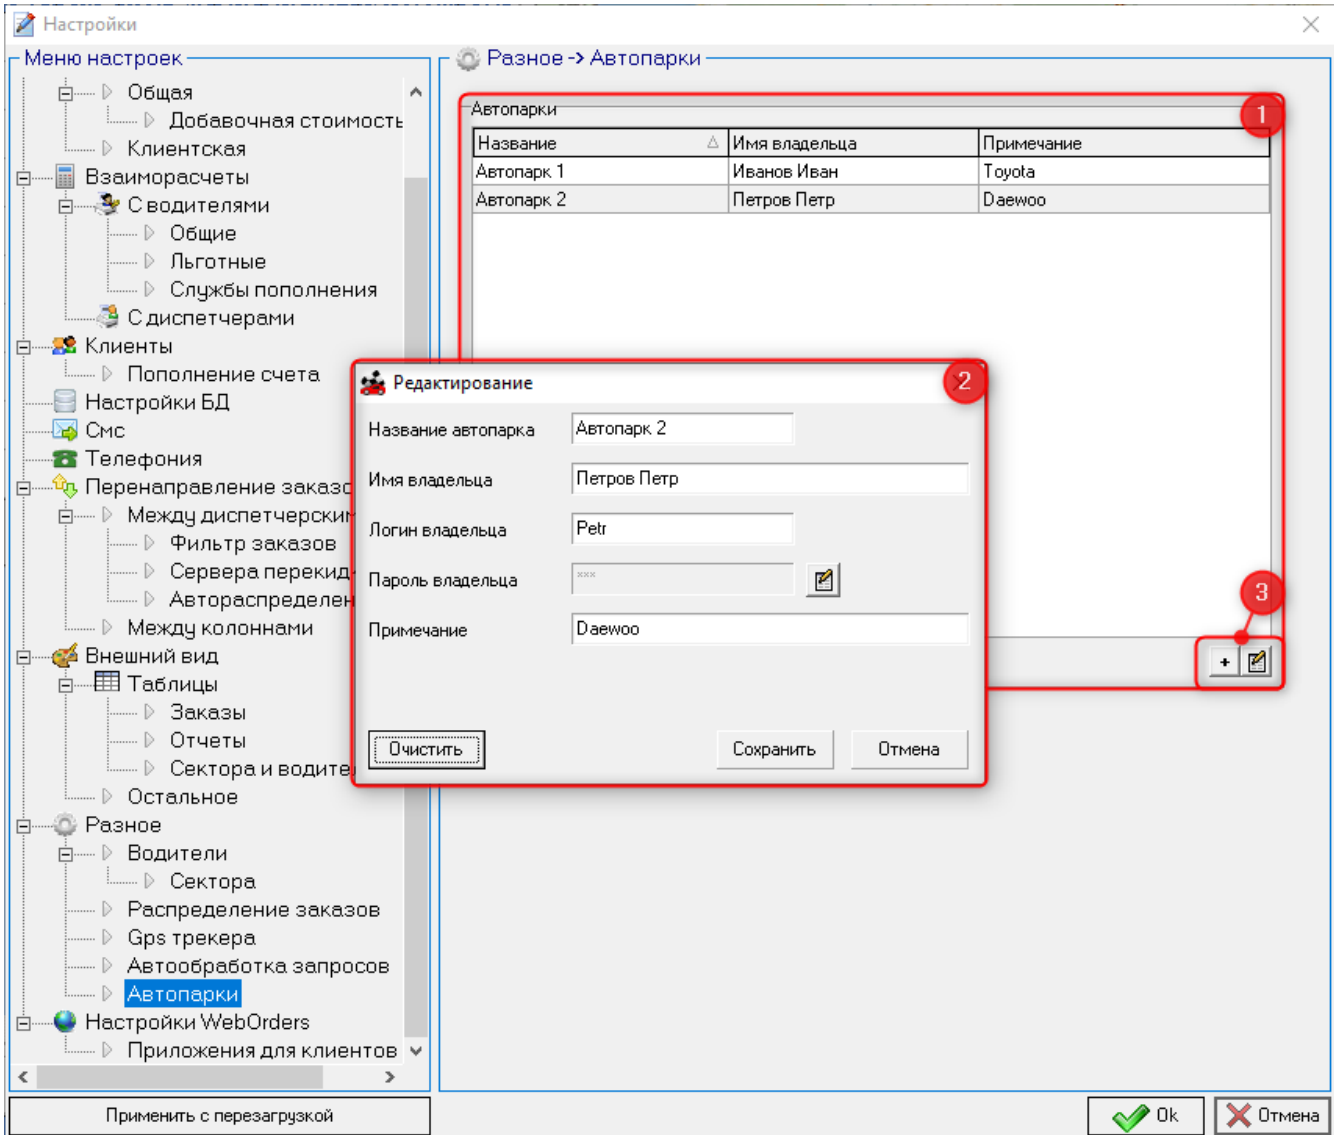 Настройки
Меню настроек
Общая
Добавочная стоимость
Клиентская
Взаиморасчеты
С водителями
Общие
Льготные
Службы пополнения
С диспетчерами
Клиенты
Пополнение счета
Настройки БД
Смс
Телефония
Перенаправление заказо
Между диспетчерским
Фильтр заказов
Сервера перекид
Автораспределен
Между колоннами
Внешний вид
Таблицы
Заказы
Отчеты
Сектора и водите
Остальное
Разное
Водители
Сектора
Распределение заказов
Gps трекера
Автообработка запросов
Автопарки
Настройки WebOrders
Приложения для клиентов
Применить с перезагрузкой
Разное -> Автопарки
Автопарки
1
Название Имя владельца Примечание
Автопарк 1 Иванов Иван Toyota
Автопарк 2 Петров Петр Daewoo
Редактирование
2
Название автопарка Автопарк 2
Имя владельца Петров Петр
Логин владельца Petr
Пароль владельца ***
Примечание Daewoo
Очистить Сохранить Отмена
3
+
Ok Отмена